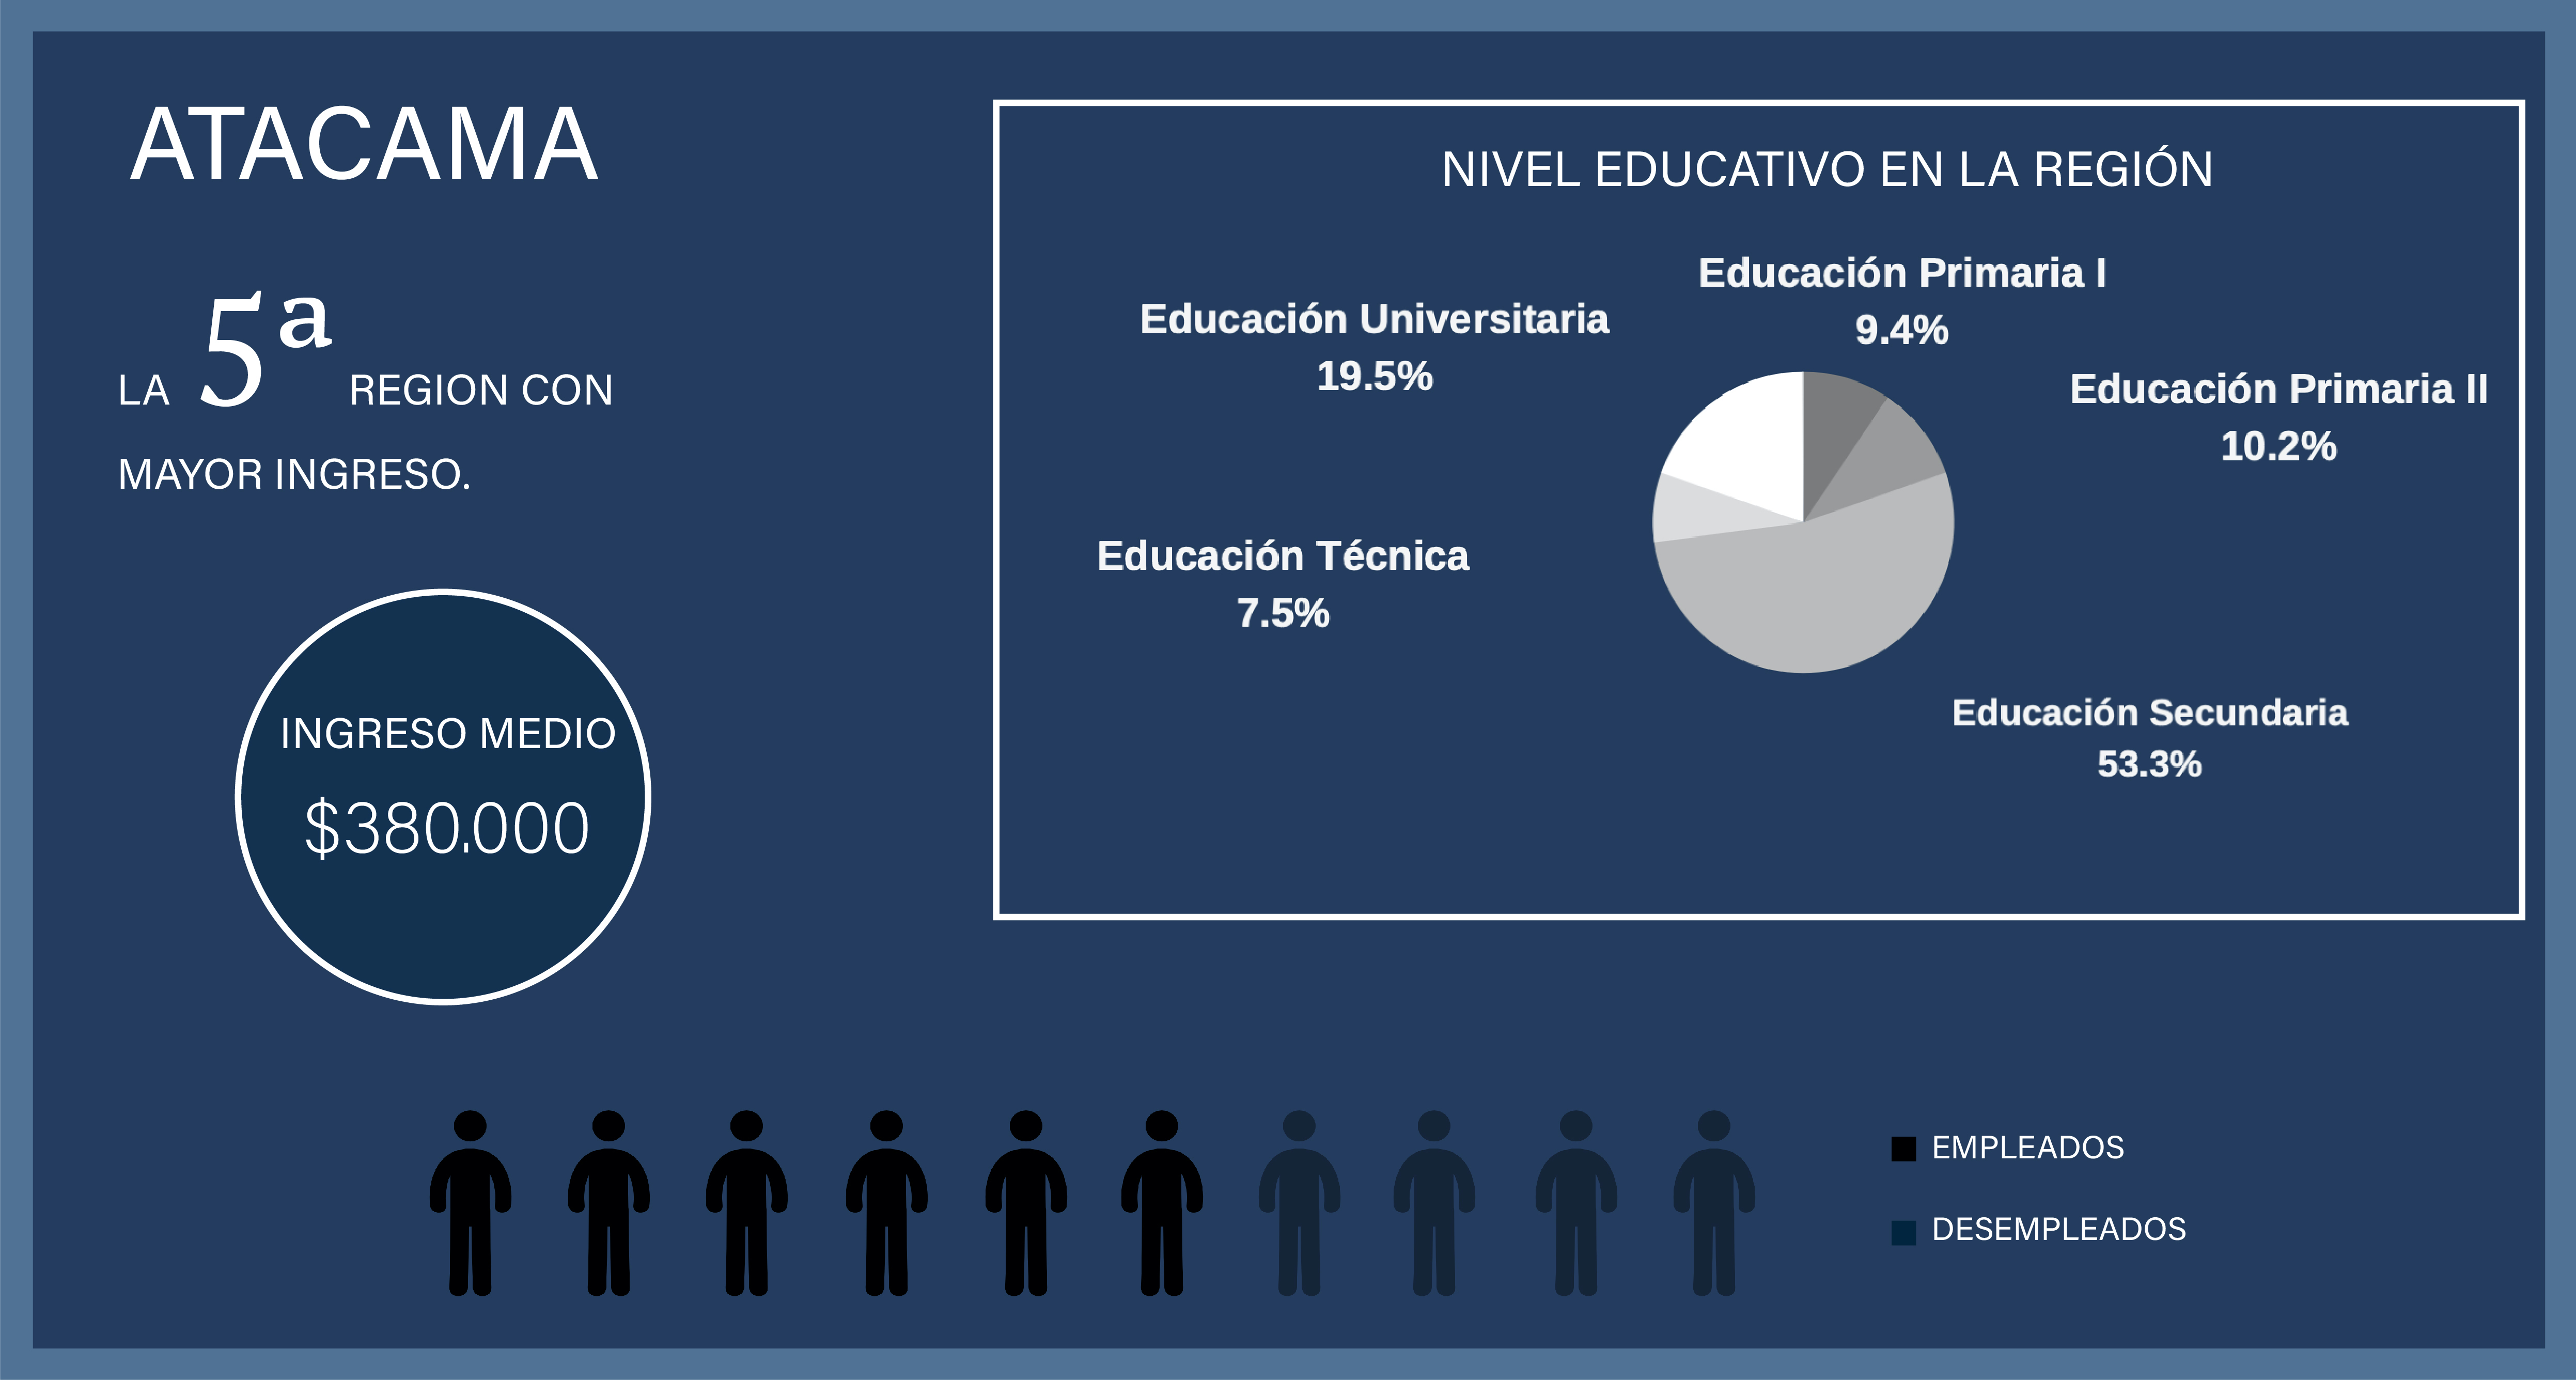 ATACAMA
LA 5ª REGION CON
MAYOR INGRESO.
INGRESO MEDIO
$380.000
NIVEL EDUCATIVO EN LA REGIÓN
Educación Primaria I
9.4%
Educación Universitaria
19.5%
Educación Primaria II
10.2%
Educación Técnica
7.5%
Educación Secundaria
53.3%
EMPLEADOS
DESEMPLEADOS